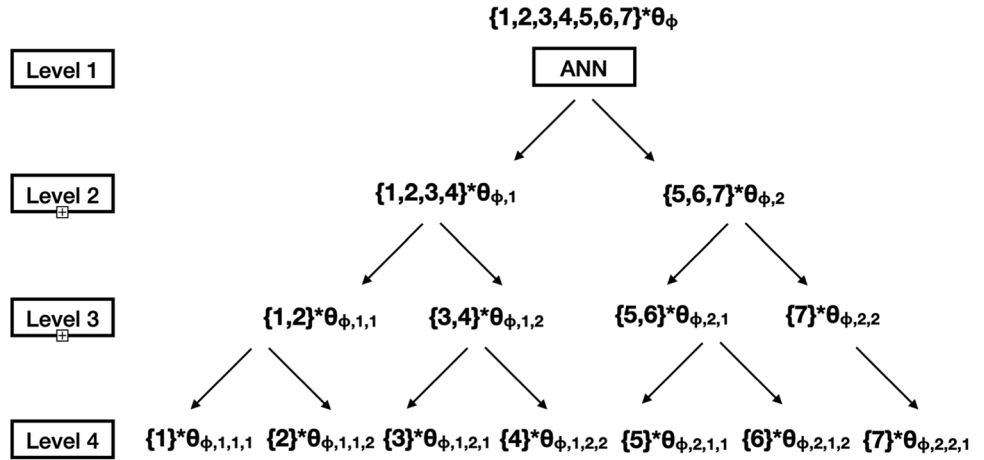 {1,2,3,4,5,6,7}*θϕ
Level 1
ANN
Level 2
{1,2,3,4}*θϕ,1
{5,6,7}*θϕ,2
Level 3
{1,2}*θϕ,1,1
{3,4}*θϕ,1,2
{5,6}*θϕ,2,1
{7}*θϕ,2,2
Level 4
{1}*θϕ,1,1,1
{2}*θϕ,1,1,2
{3}*θϕ,1,2,1
{4}*θϕ,1,2,2
{5}*θϕ,2,1,1
{6}*θϕ,2,1,2
{7}*θϕ,2,2,1